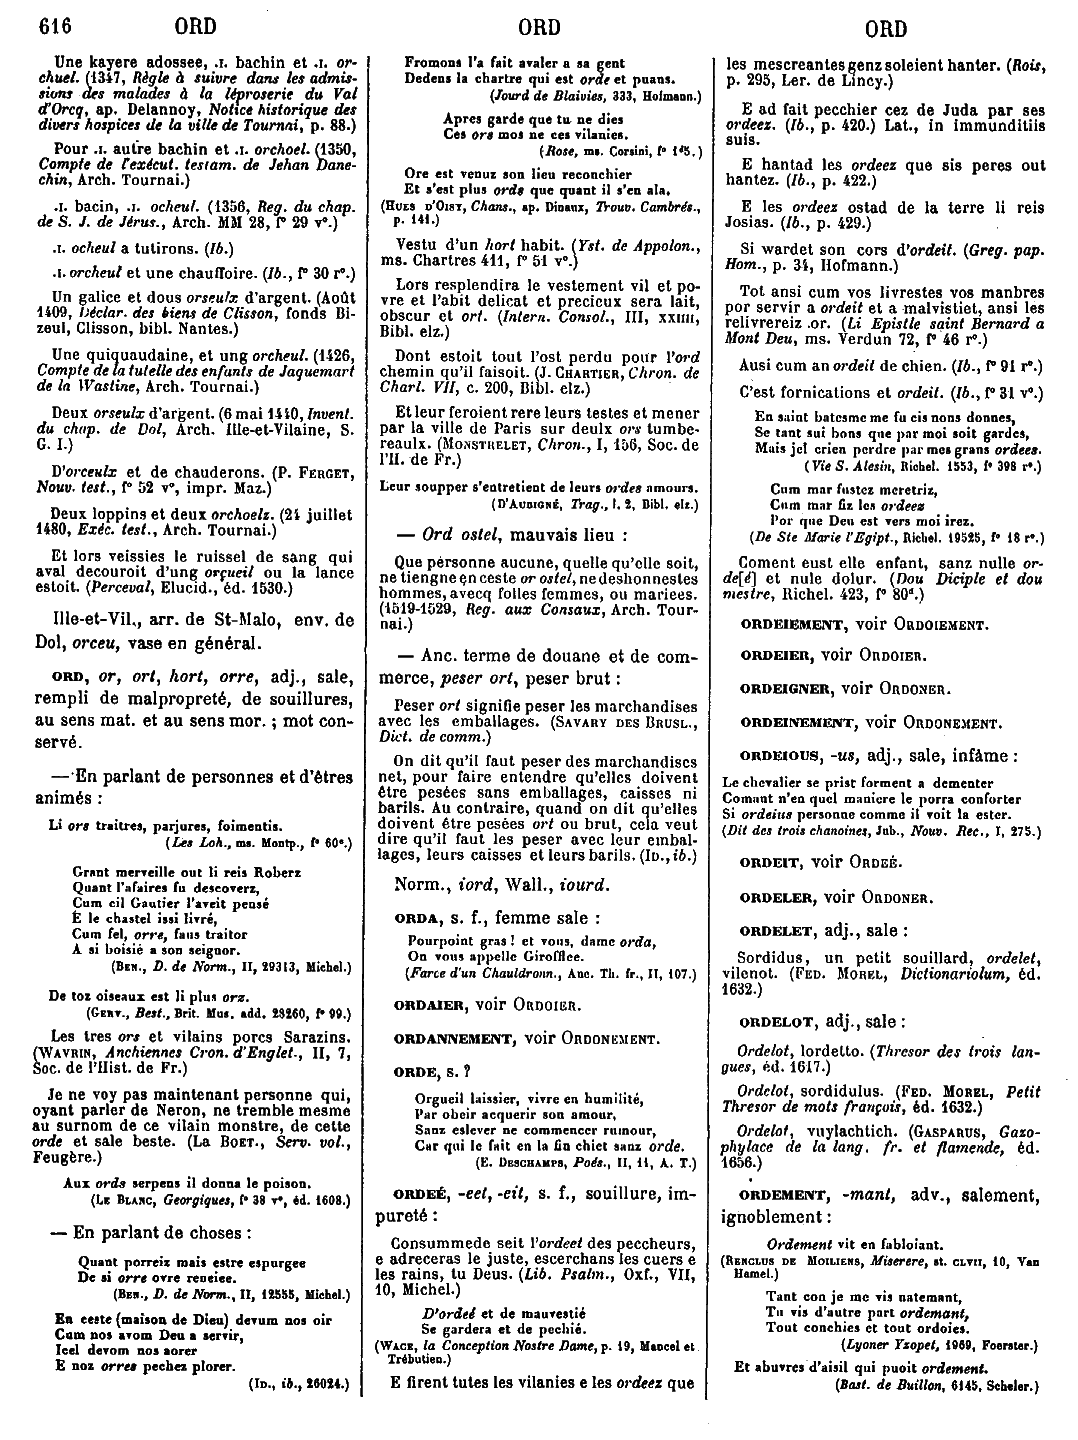 616 ORD ORD ORD
Une kayere adossee, .I. bachin et .I. or-
chuel. (1347, Règle à suivre dans les admis-
sions des malades à la léproserie du Val
d'Orcq, ap. Delannoy, Notice historique des
divers hospices de la ville de Tournai, p. 88.)
Pour .I. autre bachin et .I. orchoel. (1350,
Compte de l'exécut. testam. de Jehan Dane-
chin, Arch. Tournai.)
.I. bacin, .I. ocheul. (1356, Reg. du chap.
de S. J. de Jérus., Arch. MM 28, f° 29 v°.)
.I. ocheul a tutirons. (Ib.)
.I. orcheul et une chauffoire. (Ib., f° 30 r°.)
Un galice et dous orseulx d'argent. (Août
1409, Déclar. des biens de Clisson, fonds Bi-
zeul, Clisson, bibl. Nantes.)
Une quiquaudaine, et ung orcheul. (1426,
Compte de la tutelle des enfants de Jaquemart
de la Wastine, Arch. Tournai.)
Deux orseulx d'argent. (6 mai 1440, Invent.
du chap. de Dol, Arch. Ille-et-Vilaine, S.
G. I.)
D'orceulx et de chauderons. (P. FERGET,
Nouv. test., f° 52 v°, impr. Maz.)
Deux loppins et deux orchoelz. (24 juillet
1480, Exéc. test., Arch. Tournai.)
Et lors veissies le ruissel de sang qui
aval decouroit d'ung orçueil ou la lance
estoit. (Perceval, Elucid., éd. 1530.)
Ille-et-Vil., arr. de St-Malo, env. de
Dol, orceu, vase en général.
ORD, or, ort, hort, orre, adj., sale,
rempli de malpropreté, de souillures,
au sens mat. et au sens mor. ; mot con-
servé.
— En parlant de personnes et d'êtres
animés :
Li ors traitres, parjures, foimentis.
(Les Loh., ms. Montp., f° 60°.)
Grant merveille out li reis Roberz
Quant l'afaires fu descoverz,
Cum cil Gautier l'aveit pensé
E le chastel issi livré,
Cum fel, orre, faus traitor
A si boisié a son seignor.
(BEN., D. de Norm., II, 29313, Michel.)
De toz oiseaux est li plus orz.
(GERV., Best., Brit. Mus. add. 28260, f° 99.)
Les tres ors et vilains porcs Sarazins.
(WAVRIN, Anchiennes Cron. d'Englet., II, 7,
Soc. de l'Hist. de Fr.)
Je ne voy pas maintenant personne qui,
oyant parler de Neron, ne tremble mesme
au surnom de ce vilain monstre, de cette
orde et sale beste. (LA BOET., Serv. vol.,
Feugère.)
Aux ords serpens il donna le poison.
(LE BLANC, Georgiques, f° 38 v°, éd. 1608.)
— En parlant de choses :
Quant porreiz mais estre espurgee
De si orre ovre reneiee.
(BEN., D. de Norm., II, 12555, Michel.)
En ceste (maison de Dieu) devum nos oir
Cum nos avom Deu a servir,
Icel devom nos aorer
E noz orres pechez plorer.
(ID., ib., 26024.)
Fromons l'a fait avaler a sa gent
Dedens la chartre qui est orde et puans.
(Jourd de Blaivies, 333, Hofmann.)
Apres garde que tu ne dies
Ces ors mos ne ces vilanies.
(Rose, ms. Corsini, f° 145.)
Ore est venuz son lieu reconchier
Et s'est plus ords que quant il s'en ala.
(HUES D'OISY, Chans., ap. Dinaux, Trouv. Cambrés.,
p. 141.)
Vestu d'un hort habit. (Yst. de Appolon.,
ms. Chartres 411, f° 51 v°.)
Lors resplendira le vestement vil et po-
vre et l'abit delicat et precieux sera lait,
obscur et ort. (Intern. Consol., III, XXIIII,
Bibl. elz.)
Dont estoit tout l'ost perdu pour l'ord
chemin qu'il faisoit. (J. CHARTIER, Chron. de
Charl. VII, c. 200, Bibl. elz.)
Et leur feroient rere leurs testes et mener
par la ville de Paris sur deulx ors tumbe-
reaulx. (MONSTRELET, Chron., I, 156, Soc. de
l'H. de Fr.)
Leur soupper s'entretient de leurs ordes amours.
(D'AUBIGNÉ, Trag., l. 2, Bibl. elz.)
— Ord ostel, mauvais lieu :
Que personne aucune, quelle qu'elle soit,
ne tiengne en ceste or ostel, ne deshonnestes
hommes, avecq folles femmes, ou mariees.
(1519-1529, Reg. aux Consaux, Arch. Tour-
nai.)
— Anc. terme de douane et de com-
merce, peser ort, peser brut :
Peser ort signifie peser les marchandises
avec les emballages. (SAVARY DES BRUSL.,
Dict. de comm.)
On dit qu'il faut peser des marchandises
net, pour faire entendre qu'elles doivent
être pesées sans emballages, caisses ni
barils. Au contraire, quand on dit qu'elles
doivent être pesées ort ou brut, cela veut
dire qu'il faut les peser avec leur embal-
lages, leurs caisses et leurs barils. (ID., ib.)
Norm., iord, Wall., iourd.
ORDA, s. f., femme sale :
Pourpoint gras ! et vous, dame orda,
On vous appelle Girofflee.
(Farce d'un Chauldronn., Anc. Th. fr., II, 107.)
ORDAIER, voir ORDOIER.
ORDANNEMENT, voir ORDONEMENT.
ORDE, s. ?
Orgueil laissier, vivre en humilité,
Par obeir acquerir son amour,
Sanz eslever ne commencer rumour,
Car qui le fait en la fin chiet sanz orde.
(E. DESCHAMPS, Poés., II, 11, A. T.)
ORDEÉ, -eet, -eit, s. f., souillure, im-
pureté :
Consummede seit l'ordeet des peccheurs,
e adreceras le juste, escerchans les cuers e
les rains, tu Deus. (Lib. Psalm., Oxf., VII,
10, Michel.)
D'ordeé et de mauvestié
Se gardera et de pechié.
(WACE, la Conception Nostre Dame, p. 19, Mancel et
Trébutien.)
E firent tutes les vilanies e les ordeez que
les mescreantes genz soleient hanter. (Rois,
p. 295, Ler. de Lincy.)
E ad fait pecchier cez de Juda par ses
ordeez. (Ib., p. 420.) Lat., in immunditiis
suis.
E hantad les ordeez que sis peres out
hantez. (Ib., p. 422.)
E les ordeez ostad de la terre li reis
Josias. (Ib., p. 429.)
Si wardet son cors d'ordeit. (Greg. pap.
Hom., p. 34, Hofmann.)
Tot ansi cum vos livrestes vos manbres
por servir a ordeit et a malvistiet, ansi les
relivrereiz .or. (Li Epistle saint Bernard a
Mont Deu, ms. Verdun 72, f° 46 r°.)
Ausi cum an ordeit de chien. (Ib., f° 91 r°.)
C'est fornications et ordeit. (Ib., f° 31 v°.)
En saint batesme me fu cis nons donnes,
Se tant sui bons que par moi soit gardes,
Mais jel crien perdre par mes grans ordees.
(Vie S. Alesin, Richel. 1553, f° 398 r°.)
Cum mar fustez meretriz,
Cum mar fiz les ordeez
Por que Deu est vers moi irez.
(De Ste Marie l'Egipt., Richel. 19525, f° 18 r°.)
Coment eust elle enfant, sanz nulle or-
de[é] et nule dolur. (Dou Diciple et dou
mestre, Richel. 423, f° 80ª.)
ORDEIEMENT, voir ORDOIEMENT.
ORDEIER, voir ORDOIER.
ORDEIGNER, voir ORDONER.
ORDEINEMENT, voir ORDONEMENT.
ORDEIOUS, -us, adj., sale, infâme :
Le chevalier se prist forment a dementer
Comant n'en quel maniere le porra conforter
Si ordeius personne comme il voit la ester.
(Dit des trois chanoines, Jub., Nouv. Rec., I, 275.)
ORDEIT, voir ORDEÉ.
ORDELER, voir ORDONER.
ORDELET, adj., sale :
Sordidus, un petit souillard, ordelet,
vilenot. (FED. MOREL, Dictionariolum, éd.
1632.)
ORDELOT, adj., sale :
Ordelot, lordetto. (Thresor des trois lan-
gues, éd. 1617.)
Ordelot, sordidulus. (FED. MOREL, Petit
Thresor de mots françois, éd. 1632.)
Ordelot, vuylachtich. (GASPARUS, Gazo-
phylace de la lang. fr. et flamende, éd.
1656.)
ORDEMENT, -mant, adv., salement,
ignoblement :
Ordement vit en fabloiant.
(RENCLUS DE MOILIENS, Miserere, st. CLVII, 10, Van
Hamel.)
Tant con je me vis natemant,
Tu vis d'autre part ordemant,
Tout conchies et tout ordoies.
(Lyoner Yzopet, 1969, Foerster.)
Et abuvres d'aisil qui puoit ordement.
(Bast. de Buillon, 6145, Scheler.)